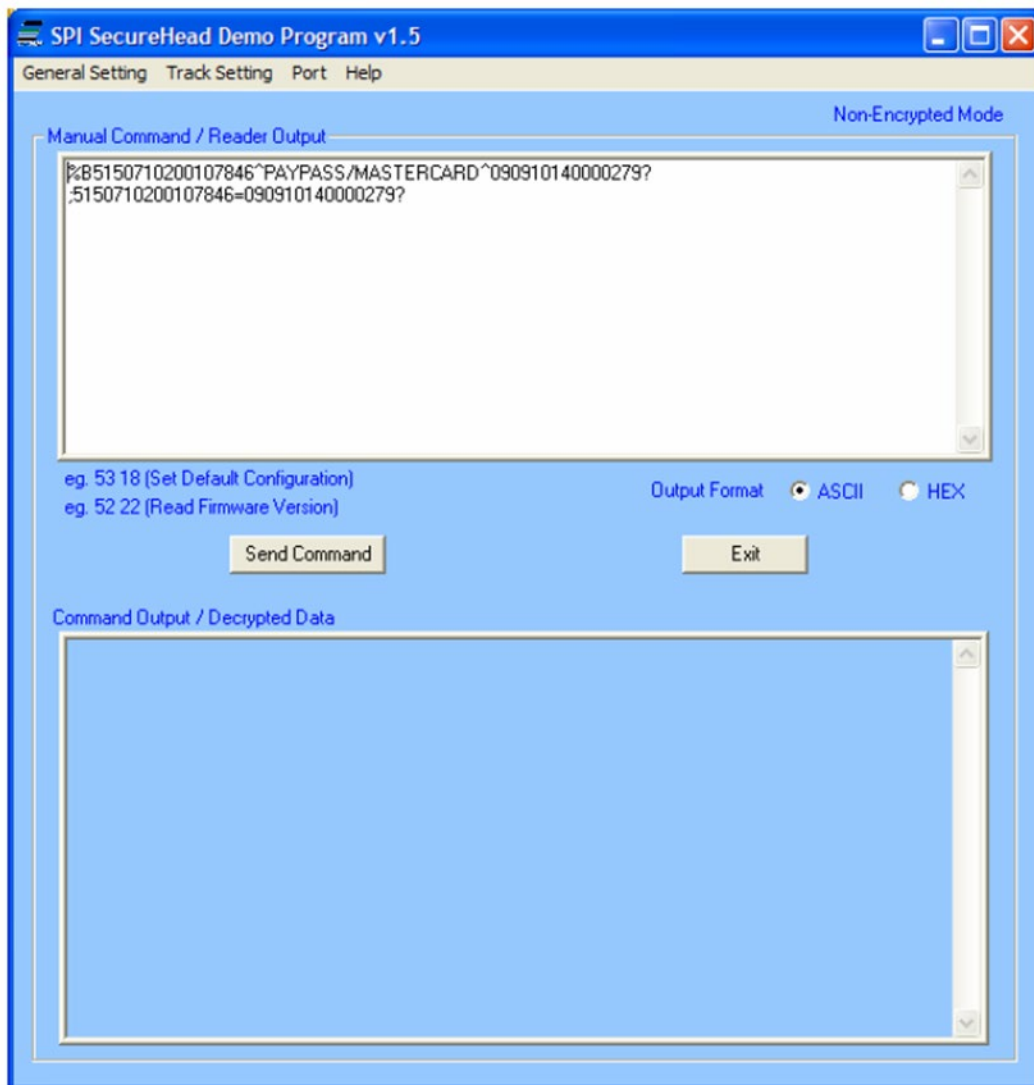 SPI SecureHead Demo Program v1.5
General Setting Track Setting Port Help
Non-Encrypted Mode
Manual Command / Reader Output
%B5150710200107846^PAYPASS/MASTERCARD^090910140000279?
;5150710200107846=090910140000279?
eg. 53 18 (Set Default Configuration)
eg. 52 22 (Read Firmware Version)
Output Format ASCII HEX
Send Command Exit
Command Output / Decrypted Data